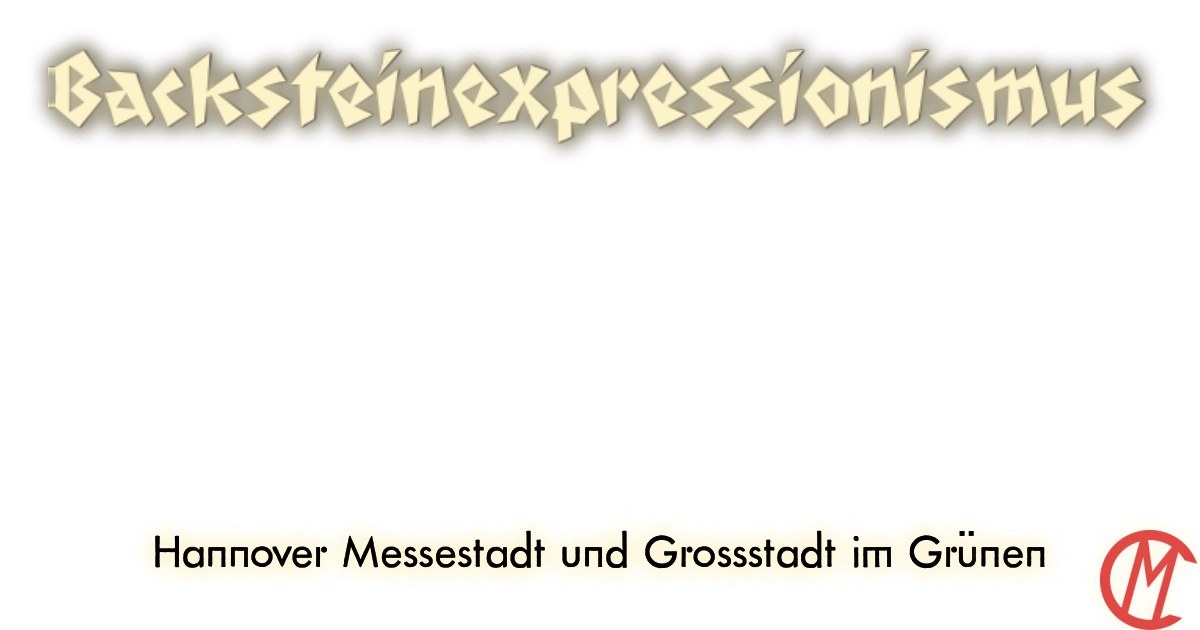 Backsteinexpressionismus
Hannover Messestadt und Grossstadt im Grünen